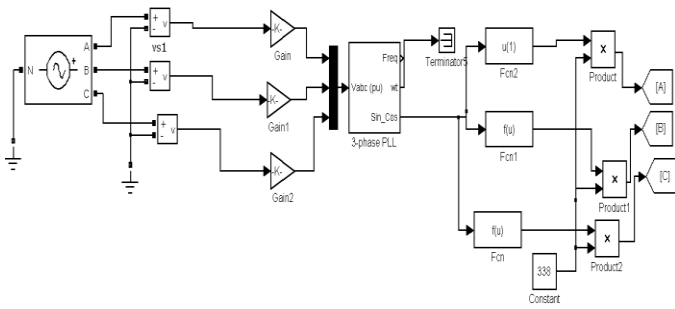 N
A
B
C
+
+
-
v
vs1
+
-
v
+
-
v
-K-
Gain
-K-
Gain1
-K-
Gain2
Vabc (pu)
Freq
wt
Sin_Cos
3-phase PLL
Terminator5
u(1)
Fcn2
f(u)
Fcn1
f(u)
Fcn
338
Constant
x
Product
x
Product1
x
Product2
[A]
[B]
[C]